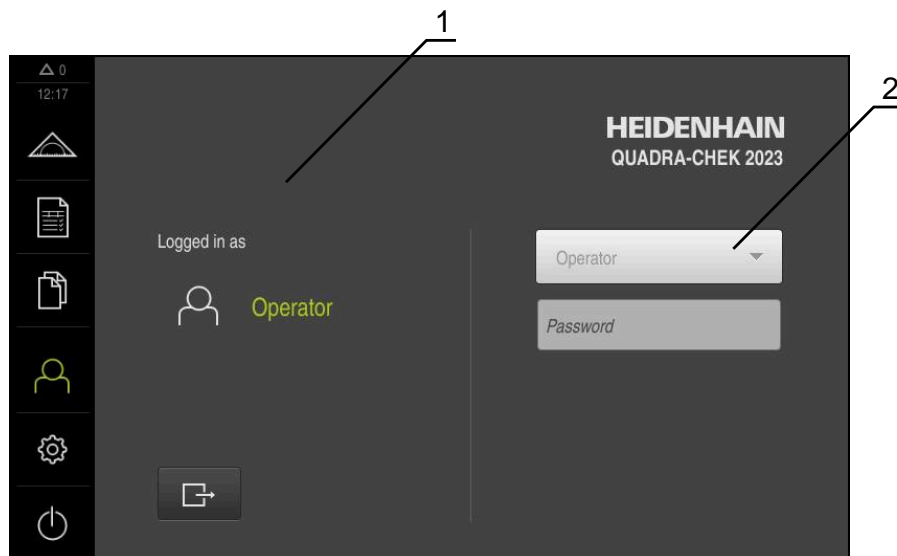 1
2
0
12:17
HEIDENHAIN
QUADRA-CHEK 2023
Logged in as
Operator
Operator
Password